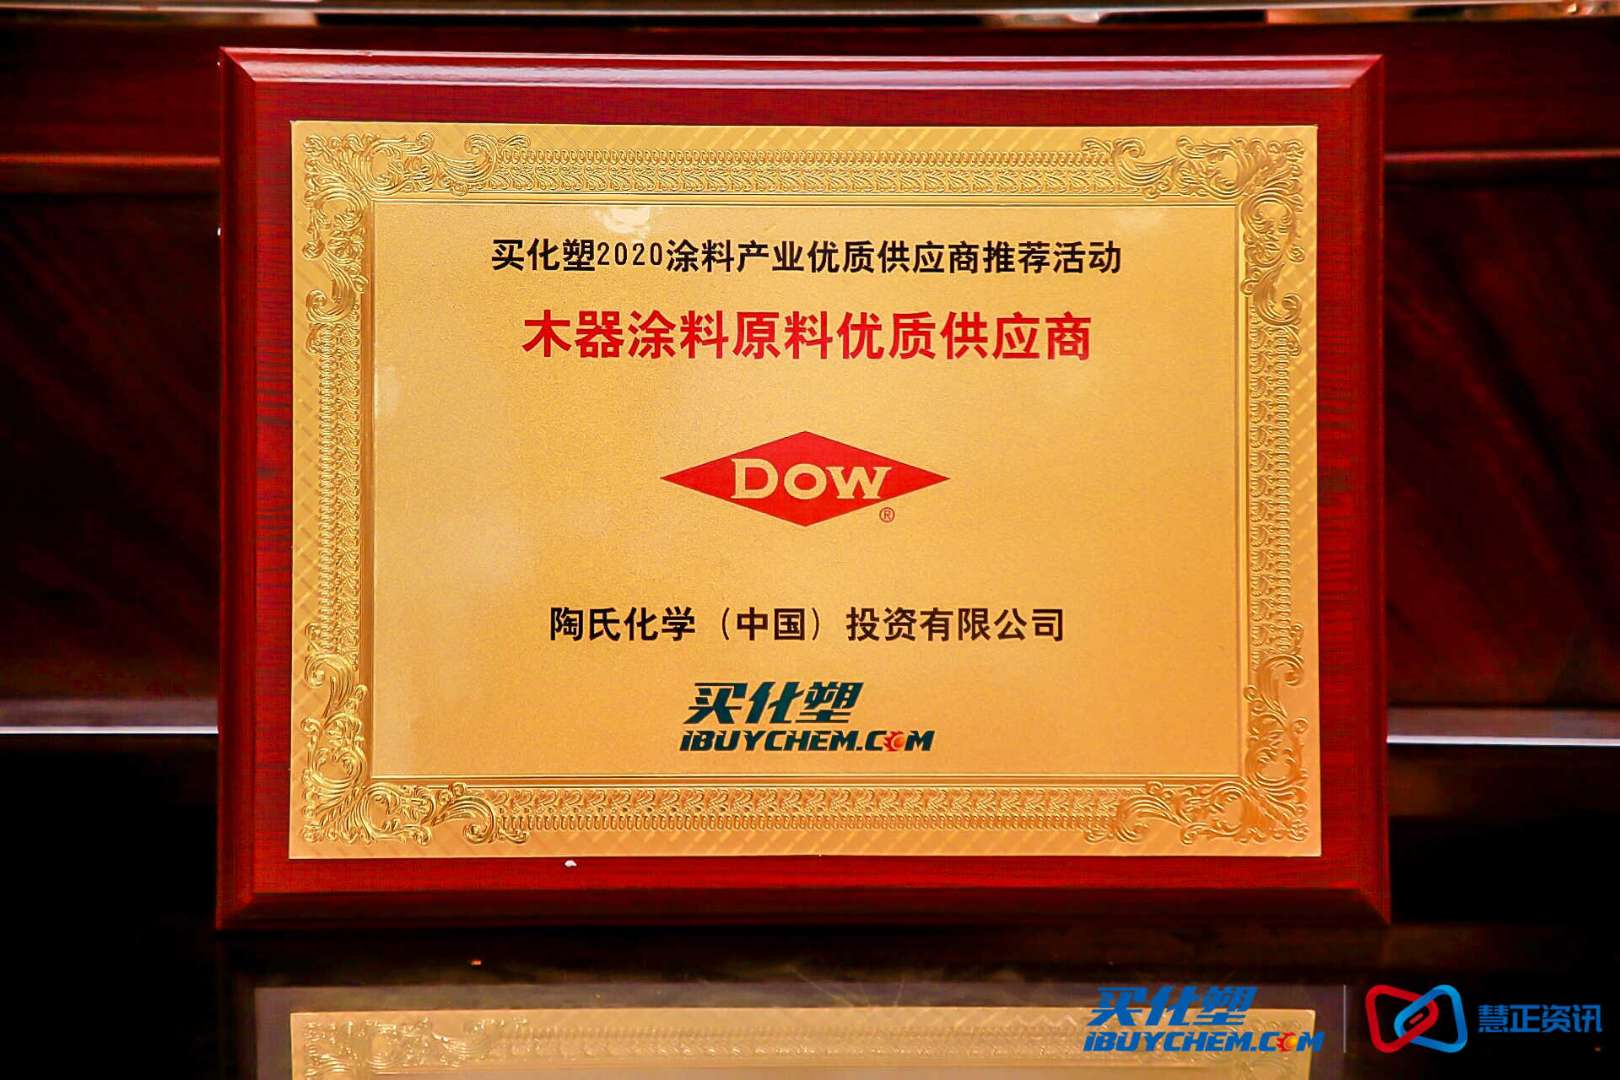 买化塑2020涂料产业优质供应商推荐活动
木器涂料原料优质供应商
DOW
®
陶氏化学（中国）投资有限公司
买化塑
iBUYCHEM.COM
买化塑
iBUYCHEM.COM
慧正资讯